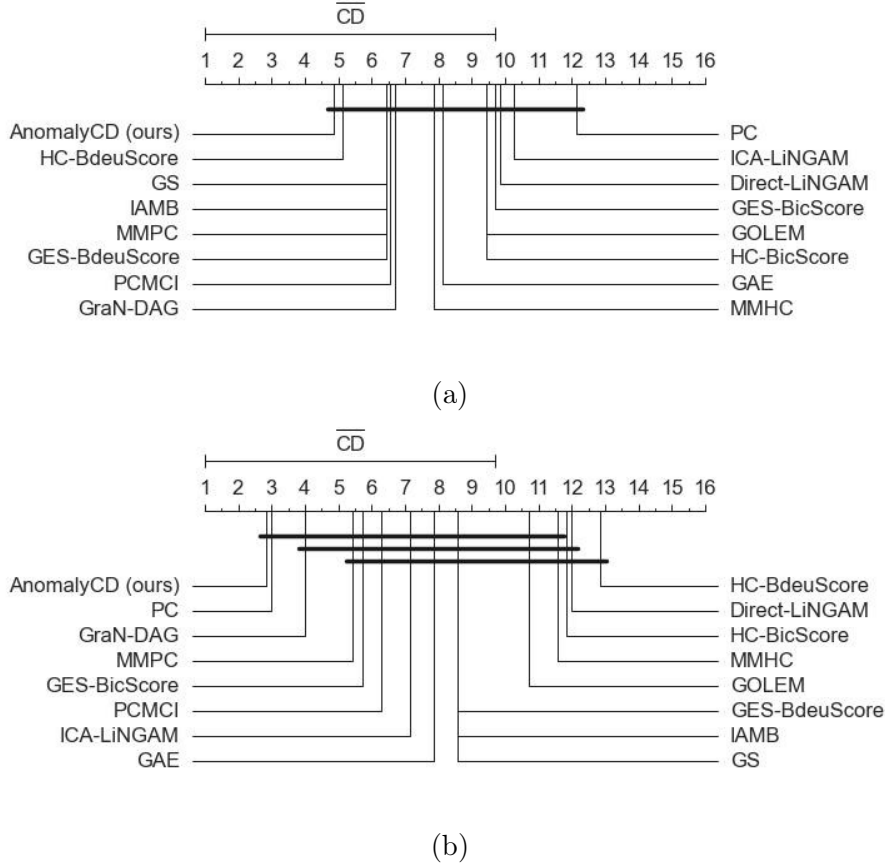 CD
1 2 3 4 5 6 7 8 9 10 11 12 13 14 15 16
AnomalyCD (ours) PC
HC-BdeuScore ICA-LiNGAM
GS Direct-LiNGAM
IAMB GES-BicScore
MMPC GOLEM
GES-BdeuScore HC-BicScore
PCMCI GAE
GraN-DAG MMHC
(a)
CD
1 2 3 4 5 6 7 8 9 10 11 12 13 14 15 16
AnomalyCD (ours) HC-BdeuScore
PC Direct-LiNGAM
GraN-DAG HC-BicScore
MMPC MMHC
GES-BicScore GOLEM
PCMCI GES-BdeuScore
ICA-LiNGAM IAMB
GAE GS
(b)